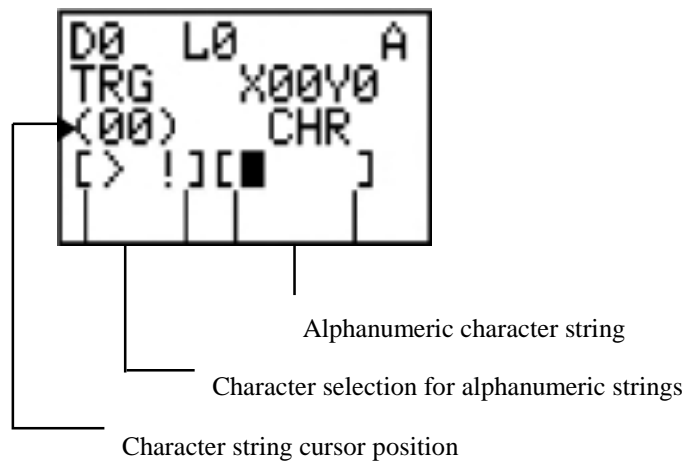 D0 L0 A
TRG X00Y0
(00) CHR
[> !][█ ]
Alphanumeric character string
Character selection for alphanumeric strings
Character string cursor position